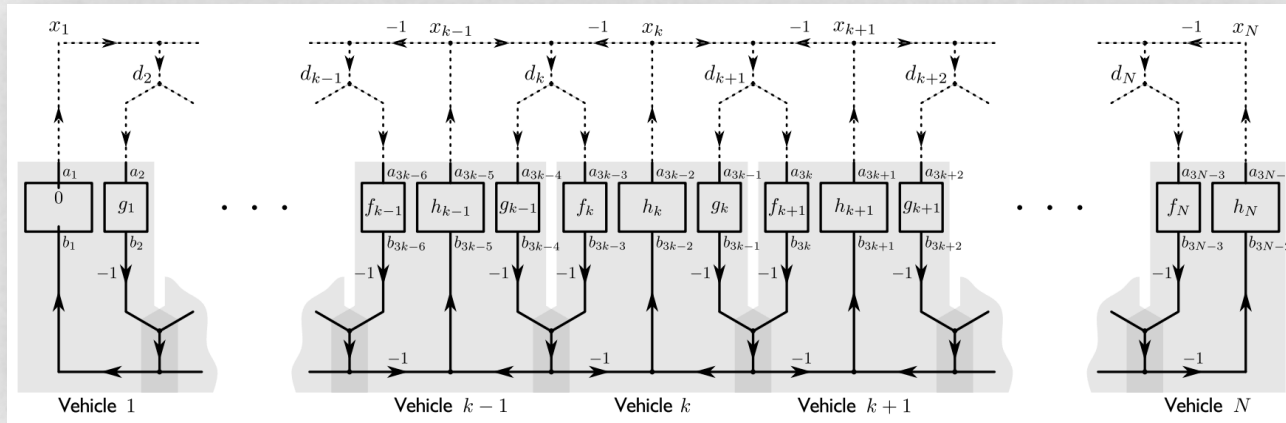 x_1 -1 x_{k-1} -1 x_k -1 x_{k+1} -1 x_N
d_2 d_{k-1} d_k d_{k+1} d_{k+2} d_N
a_1 a_2 a_{3k-6} a_{3k-5} a_{3k-4} a_{3k-3} a_{3k-2} a_{3k-1} a_{3k} a_{3k+1} a_{3k+2} a_{3N-3}
0 g_1 · · · f_{k-1} h_{k-1} g_{k-1} f_k h_k g_k f_{k+1} h_{k+1} g_{k+1} · · · f_N h_N
b_1 b_2 b_{3k-6} b_{3k-5} b_{3k-4} b_{3k-3} b_{3k-2} b_{3k-1} b_{3k} b_{3k+1} b_{3k+2} b_{3N-3}
-1 -1 -1 -1 -1 -1 -1 -1
-1 -1 -1 -1
Vehicle 1 Vehicle k-1 Vehicle k Vehicle k+1 Vehicle N